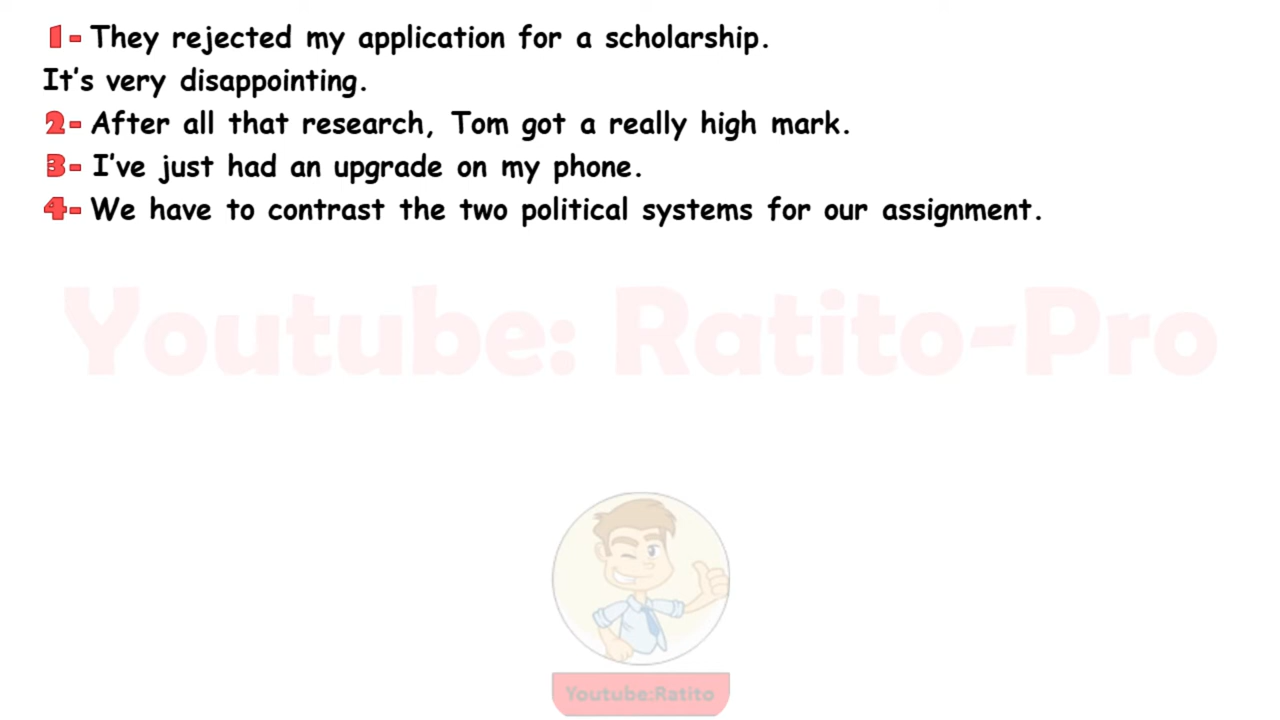 1- They rejected my application for a scholarship.
It's very disappointing.
2- After all that research, Tom got a really high mark.
3- I've just had an upgrade on my phone.
4- We have to contrast the two political systems for our assignment.
Youtube: Ratito-Pro
Youtube:Ratito